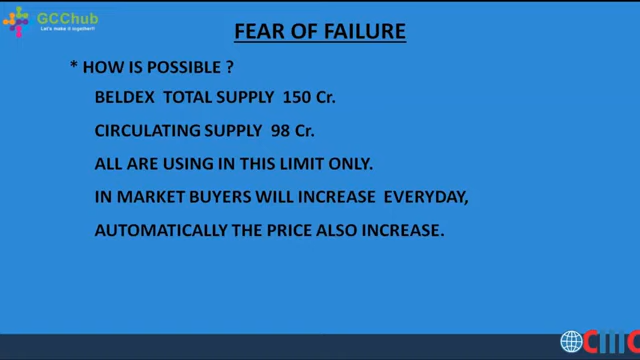 GCChub
Let's make it together!!
FEAR OF FAILURE
* HOW IS POSSIBLE ?
BELDEX TOTAL SUPPLY 150 Cr.
CIRCULATING SUPPLY 98 Cr.
ALL ARE USING IN THIS LIMIT ONLY.
IN MARKET BUYERS WILL INCREASE EVERYDAY,
AUTOMATICALLY THE PRICE ALSO INCREASE.